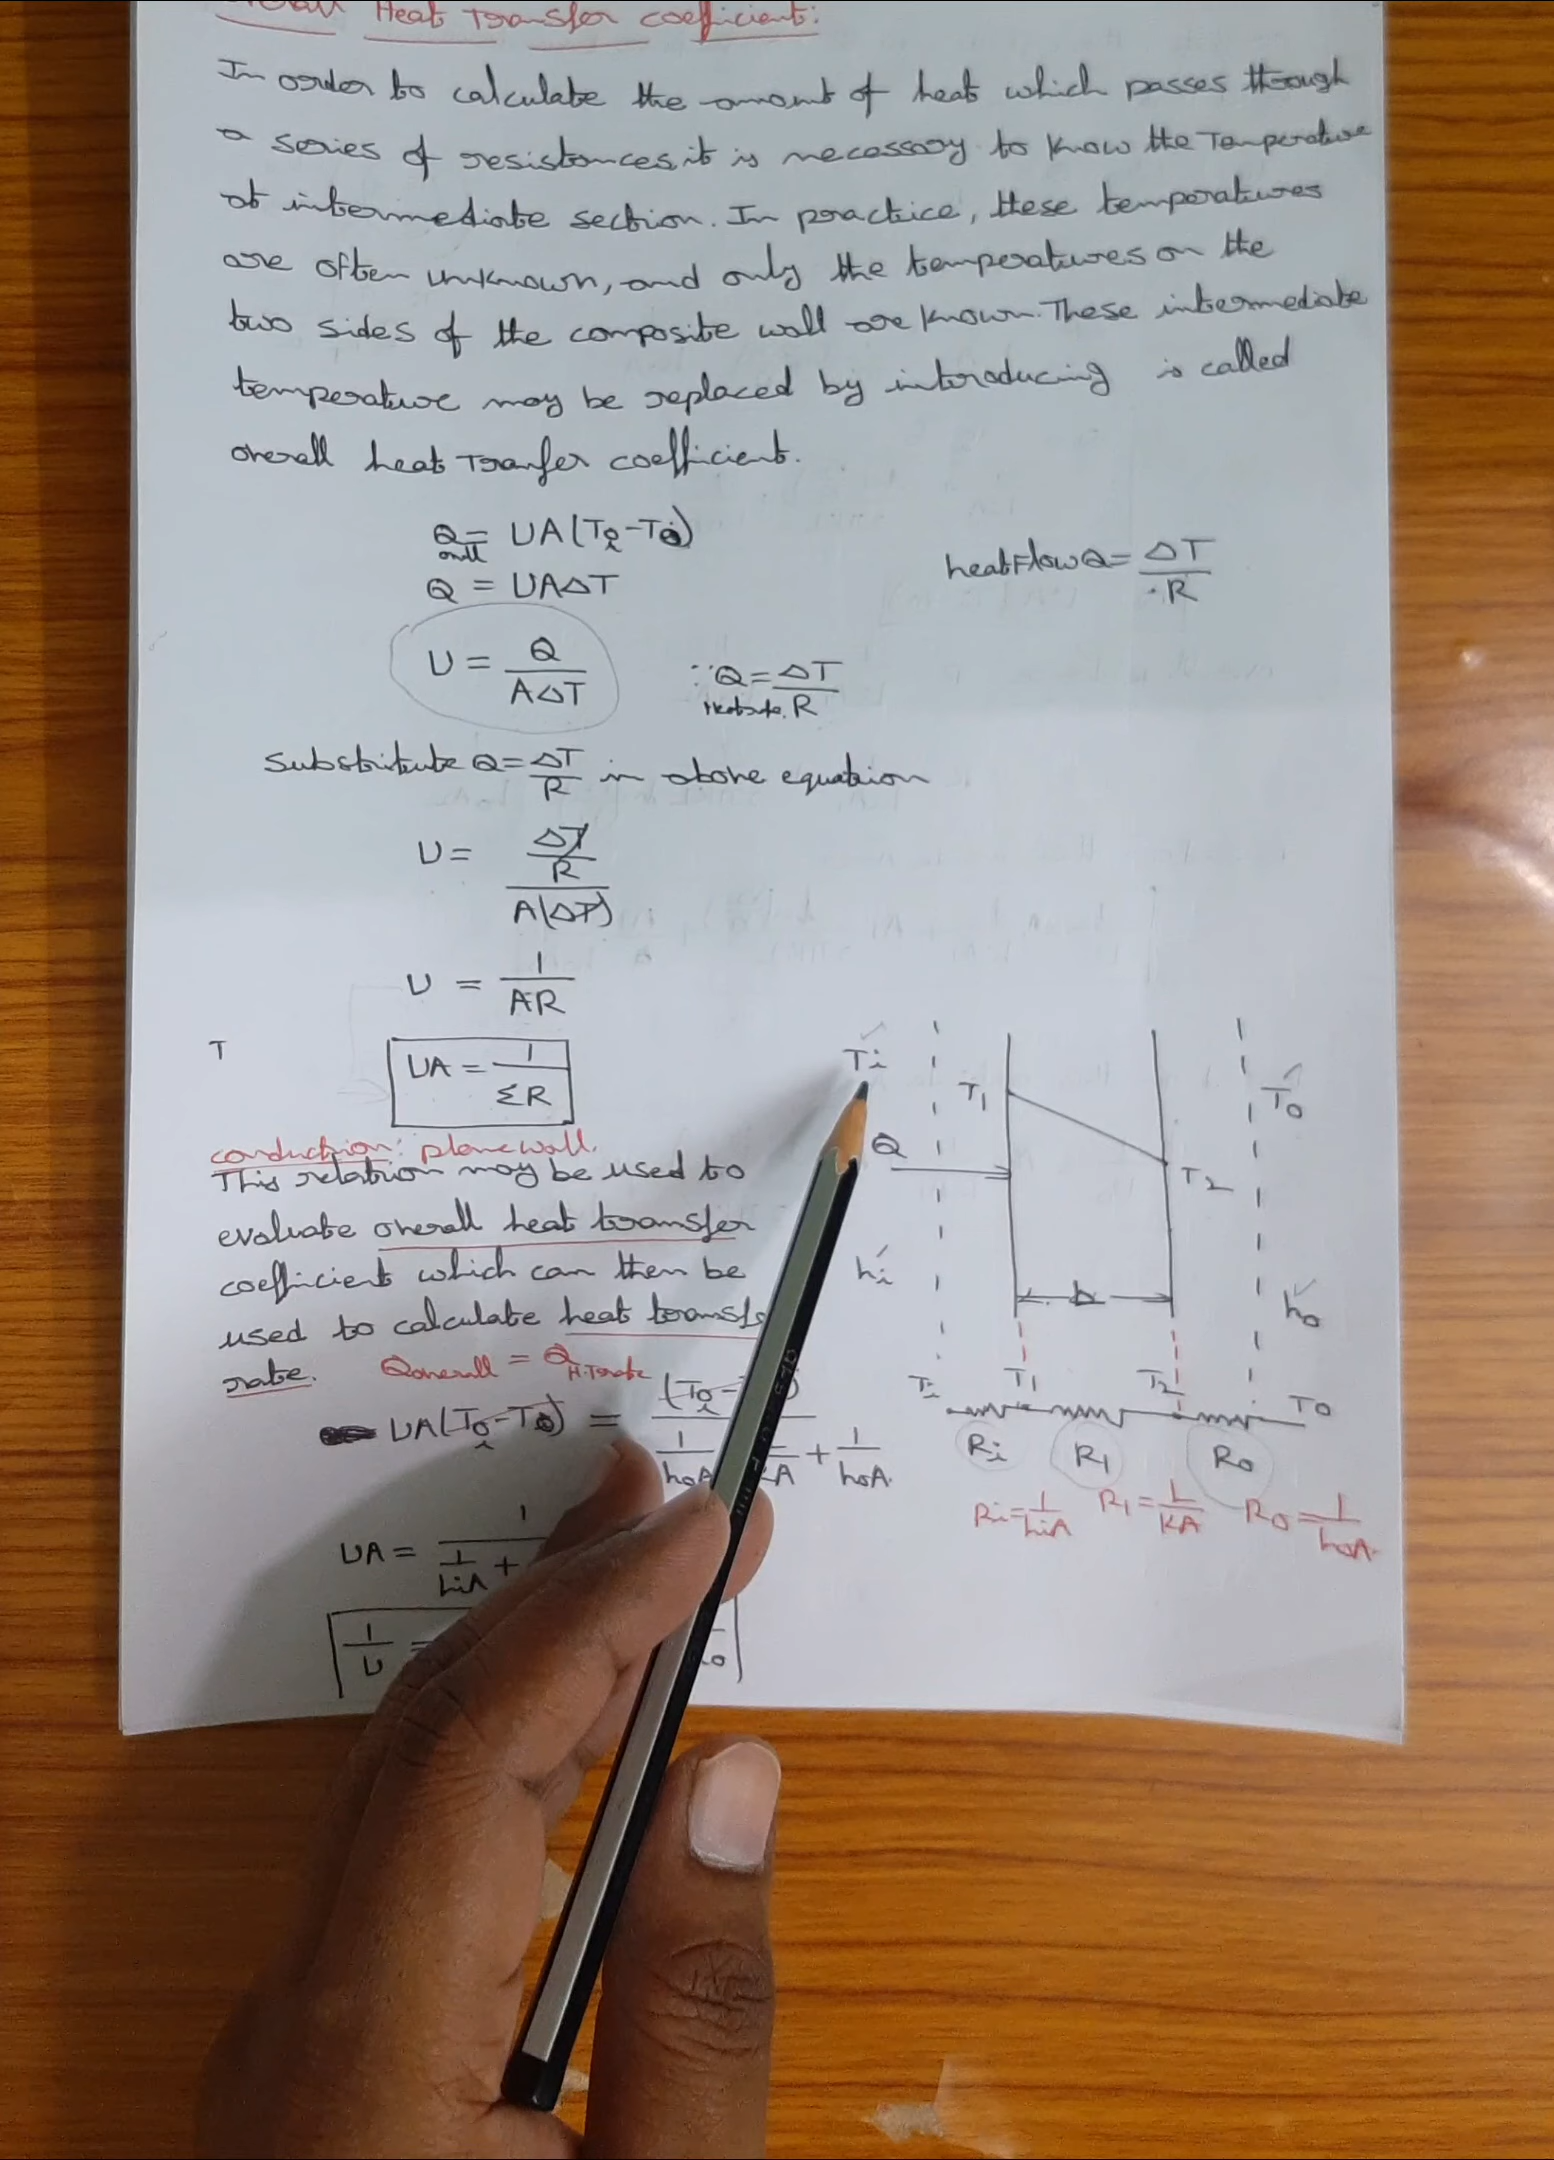 Heat Transfer coefficient:
In order to calculate the amount of heat which passes through
a series of resistances, it is necessary to know the Temperature
at intermediate section. In practice, these temperatures
are often unknown, and only the temperatures on the
two sides of the composite wall are known. These intermediate
temperature may be replaced by introducing is called
overall heat Tranfer coefficient.
Q = UA(Ti-To)
Q = UAΔT
heat Flow Q = ΔT/R
U = Q/AΔT ∵ Q = ΔT/R
Substritute Q = ΔT/R in above equation
U = (ΔT/R)/(A(ΔT))
U = 1/AR
T
UA = 1/ΣR
conduction: plane wall.
This relation may be used to
evaluate overall heat transfer
coefficient which can then be
used to calculate heat
rate. Qoverall = Q H.T rate
UA(Ti-To) = (Ti-
1/hoA + 1/hoA.
UA = 1/(1/hiA +
1/U =
Ti T1 To
Q T2
hi b ho
Ti T1 T2 To
Ri R1 Ro
Ri = 1/hiA R1 = L/KA Ro = 1/hoA.